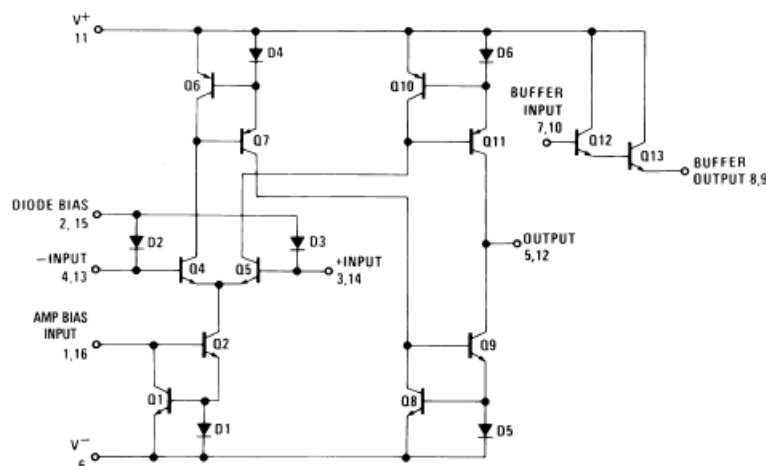 V+
11
D4
D6
Q6
Q10
BUFFER
INPUT
7,10
Q7
Q11
Q12
Q13
BUFFER
OUTPUT 8,9
DIODE BIAS
2, 15
D2
D3
–INPUT
4,13
Q4
Q5
+INPUT
3,14
OUTPUT
5,12
AMP BIAS
INPUT
1,16
Q2
Q9
Q1
D1
Q8
D5
V–
6